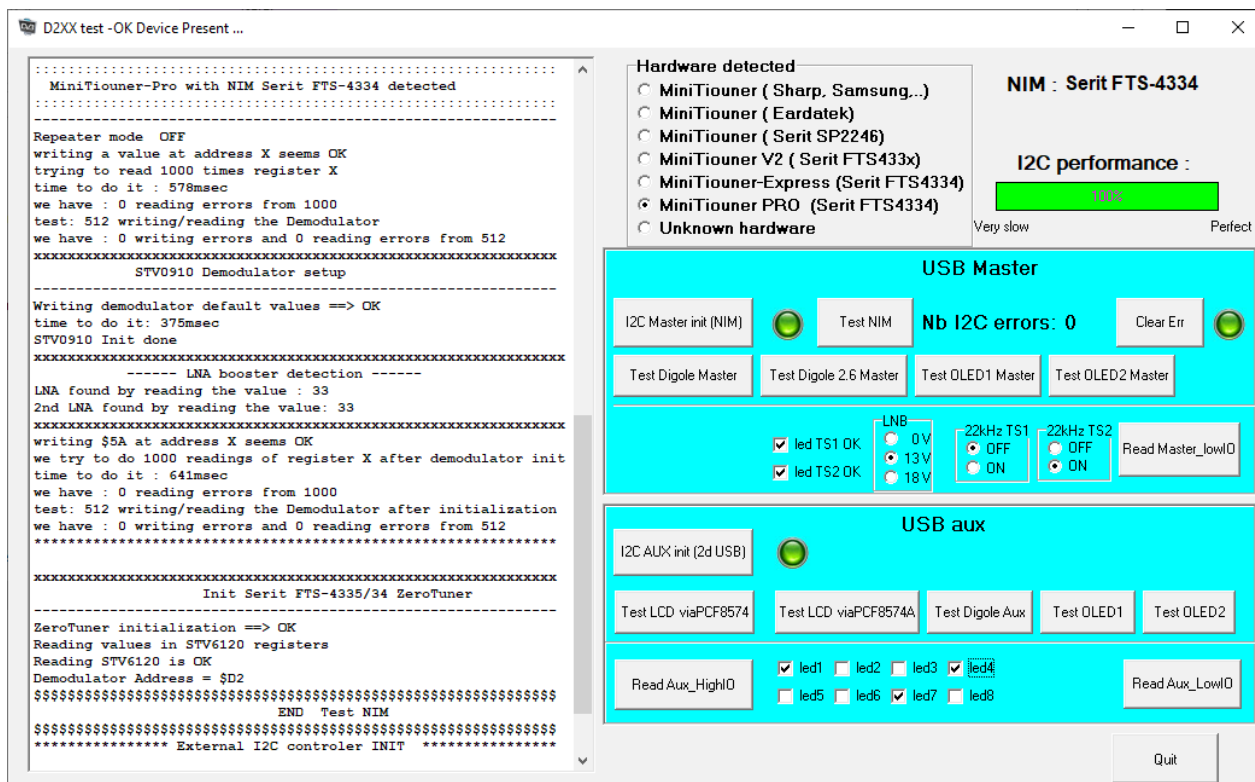 D2XX test -OK Device Present ...
::::::::::::::::::::::::::::::::::::::::::::::::::::::::::::::
MiniTiouner-Pro with NIM Serit FTS-4334 detected
::::::::::::::::::::::::::::::::::::::::::::::::::::::::::::::
--------------------------------------------------------------
Repeater mode  OFF
writing a value at address X seems OK
trying to read 1000 times register X
time to do it : 578msec
we have : 0 reading errors from 1000
test: 512 writing/reading the Demodulator
we have : 0 writing errors and 0 reading errors from 512
xxxxxxxxxxxxxxxxxxxxxxxxxxxxxxxxxxxxxxxxxxxxxxxxxxxxxxxxxxxxxx
STV0910 Demodulator setup
--------------------------------------------------------------
Writing demodulator default values ==> OK
time to do it: 375msec
STV0910 Init done
xxxxxxxxxxxxxxxxxxxxxxxxxxxxxxxxxxxxxxxxxxxxxxxxxxxxxxxxxxxxxxx
------ LNA booster detection ------
LNA found by reading the value : 33
2nd LNA found by reading the value: 33
xxxxxxxxxxxxxxxxxxxxxxxxxxxxxxxxxxxxxxxxxxxxxxxxxxxxxxxxxxxxxxx
writing $5A at address X seems OK
we try to do 1000 readings of register X after demodulator init
time to do it : 641msec
we have : 0 reading errors from 1000
test: 512 writing/reading the Demodulator after initialization
we have : 0 writing errors and 0 reading errors from 512
**************************************************************
xxxxxxxxxxxxxxxxxxxxxxxxxxxxxxxxxxxxxxxxxxxxxxxxxxxxxxxxxxxxxx
Init Serit FTS-4335/34 ZeroTuner
--------------------------------------------------------------
ZeroTuner initialization ==> OK
Reading values in STV6120 registers
Reading STV6120 is OK
Demodulator Address = $D2
$$$$$$$$$$$$$$$$$$$$$$$$$$$$$$$$$$$$$$$$$$$$$$$$$$$$$$$$$$$$$$
END  Test NIM
$$$$$$$$$$$$$$$$$$$$$$$$$$$$$$$$$$$$$$$$$$$$$$$$$$$$$$$$$$$$$$
**************** External I2C controler INIT  ****************
Hardware detected
MiniTiouner ( Sharp, Samsung,..)
MiniTiouner ( Eardatek)
MiniTiouner (Serit SP2246)
MiniTiouner V2 ( Serit FTS433x)
MiniTiouner-Express (Serit FTS4334)
MiniTiouner PRO  (Serit FTS4334)
Unknown hardware
NIM : Serit FTS-4334
I2C performance :
100%
Very slow Perfect
USB Master
I2C Master init (NIM) Test NIM Nb I2C errors: 0 Clear Err
Test Digole Master Test Digole 2.6 Master Test OLED1 Master Test OLED2 Master
led TS1 OK
led TS2 OK
LNB
0 V
13 V
18 V
22kHz TS1
OFF
ON
22kHz TS2
OFF
ON
Read Master_lowIO
USB aux
I2C AUX init (2d USB)
Test LCD viaPCF8574 Test LCD viaPCF8574A Test Digole Aux Test OLED1 Test OLED2
Read Aux_HighIO
led1 led2 led3 led4
led5 led6 led7 led8
Read Aux_LowIO
Quit